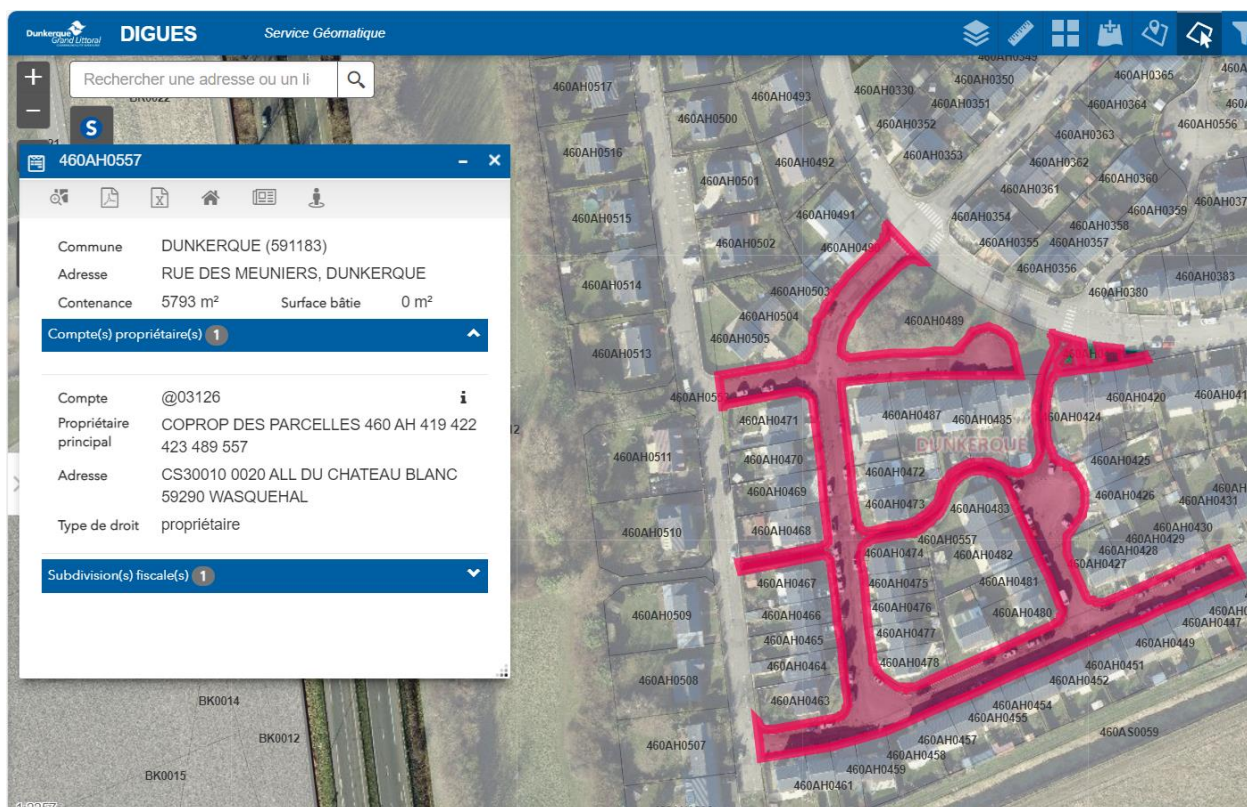 Dunkerque
Grand Littoral
COMMUNAUTÉ URBAINE
DIGUES
Service Géomatique
+
−
Rechercher une adresse ou un li
S
460AH0557
Commune DUNKERQUE (591183)
Adresse RUE DES MEUNIERS, DUNKERQUE
Contenance 5793 m² Surface bâtie 0 m²
Compte(s) propriétaire(s) 1
Compte @03126
Propriétaire principal COPROP DES PARCELLES 460 AH 419 422
423 489 557
Adresse CS30010 0020 ALL DU CHATEAU BLANC
59290 WASQUEHAL
Type de droit propriétaire
Subdivision(s) fiscale(s) 1
BK0022
BK0014
BK0012
BK0015
460AH0517
460AH0493
460AH0330
460AH0350
460AH0365
460AH0351
460AH0364
460AH0500
460AH0352
460AH0556
460AH0363
460AH0516
460AH0492
460AH0353
460AH0362
460AH0501
460AH0360
460AH0361
460AH0515
460AH0491
460AH0354
460AH0359
460AH0358
460AH0502
460AH0355
460AH0357
460AH0356
460AH0383
460AH0514
460AH0503
460AH0380
460AH0504
460AH0489
460AH0505
460AH0513
460AH0420
460AH0471
460AH0487
460AH0485
460AH0424
DUNKERQUE
460AH0511
460AH0470
460AH0472
460AH0425
460AH0469
460AH0473
460AH0483
460AH0426
460AH0431
460AH0510
460AH0468
460AH0557
460AH0430
460AH0429
460AH0474
460AH0482
460AH0428
460AH0427
460AH0467
460AH0475
460AH0481
460AH0509
460AH0466
460AH0476
460AH0480
460AH0447
460AH0465
460AH0477
460AH0449
460AH0464
460AH0478
460AH0451
460AH0508
460AH0452
460AH0463
460AH0454
460AH0455
460AS0059
460AH0507
460AH0457
460AH0458
460AH0459
460AH0461